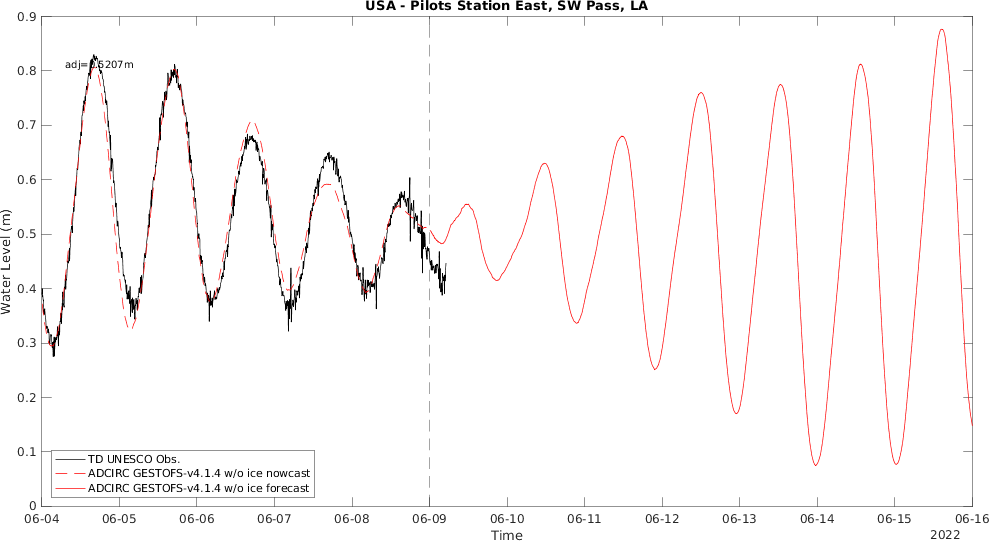 USA - Pilots Station East, SW Pass, LA
0.9
0.8
0.7
0.6
0.5
0.4
0.3
0.2
0.1
0
Water Level (m)
adj=0.5207m
TD UNESCO Obs.
ADCIRC GESTOFS-v4.1.4 w/o ice nowcast
ADCIRC GESTOFS-v4.1.4 w/o ice forecast
06-04 06-05 06-06 06-07 06-08 06-09 06-10 06-11 06-12 06-13 06-14 06-15 06-16
Time
2022